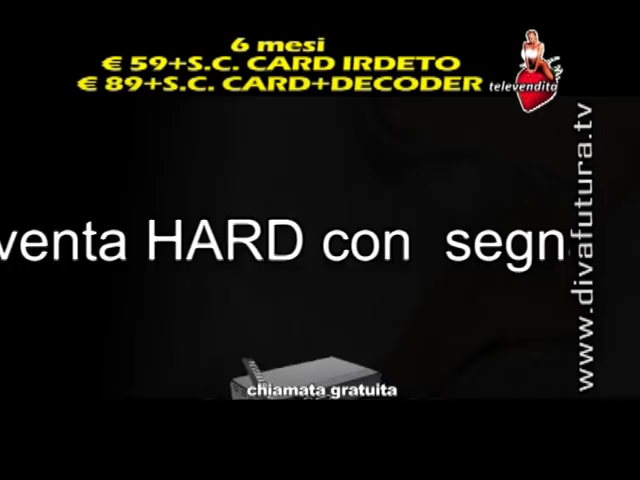 6 mesi
€ 59+S.C. CARD IRDETO
€ 89+S.C. CARD+DECODER
televendita
www.divafutura.tv
venta HARD con segn
chiamata gratuita